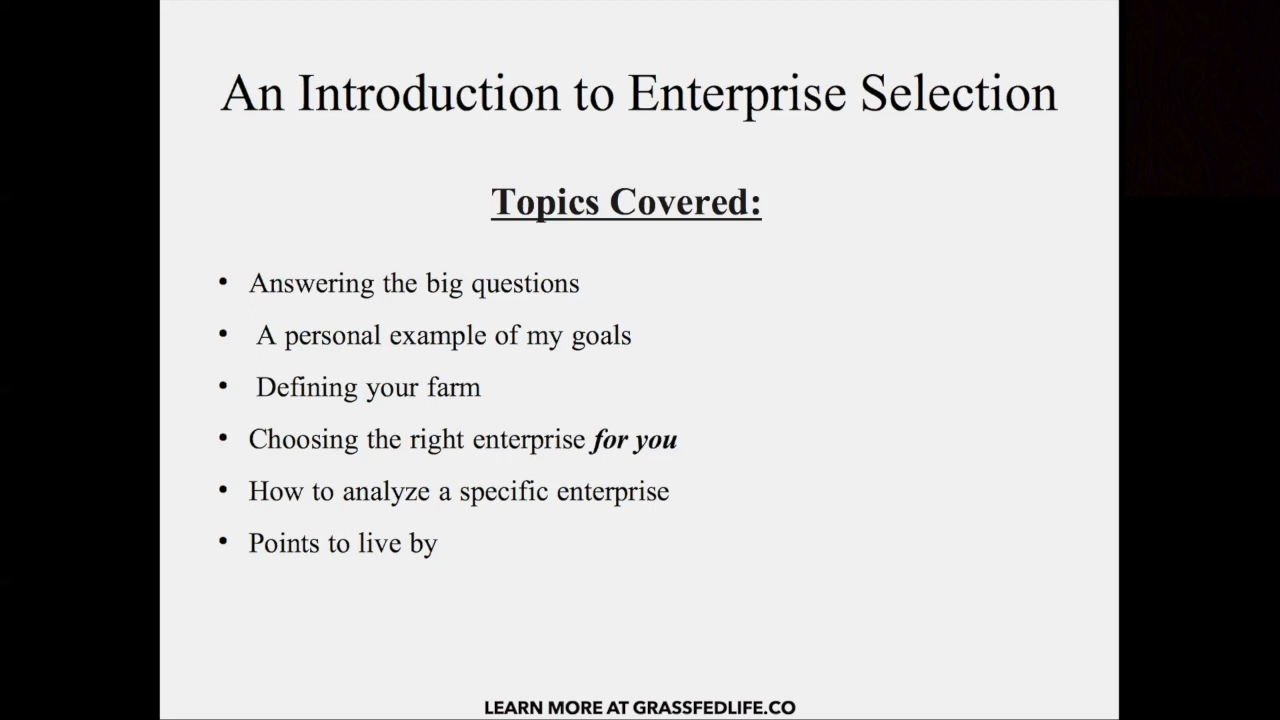 An Introduction to Enterprise Selection
Topics Covered:
• Answering the big questions
• A personal example of my goals
• Defining your farm
• Choosing the right enterprise for you
• How to analyze a specific enterprise
• Points to live by
LEARN MORE AT GRASSFEDLIFE.CO